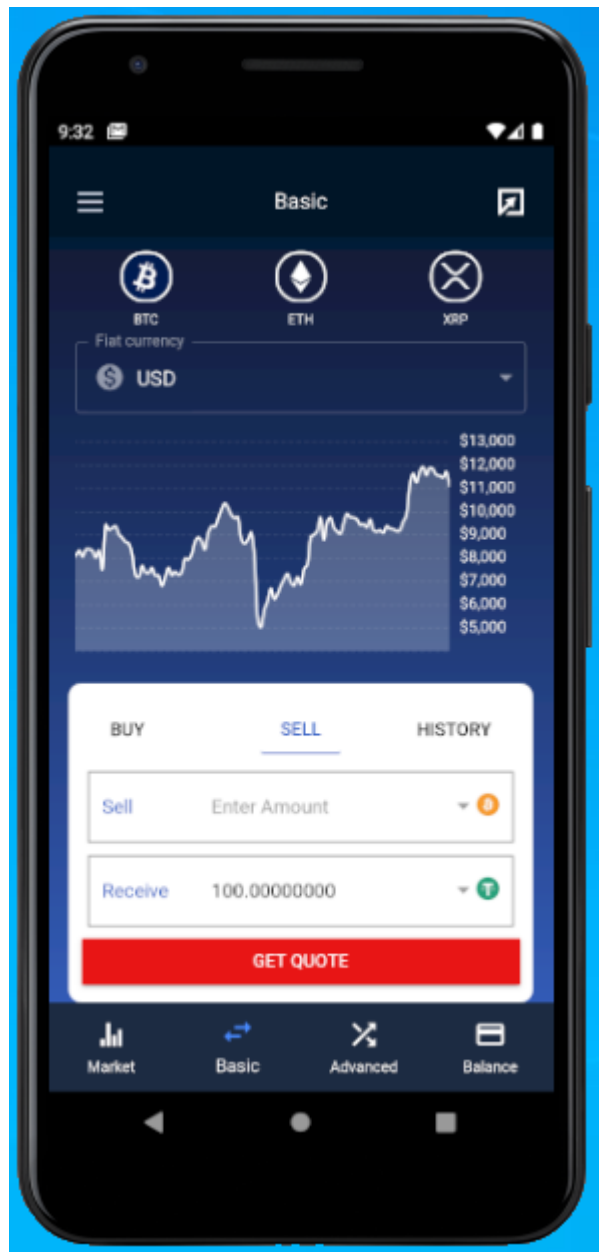 9:32
Basic
BTC ETH XRP
Fiat currency
USD
$13,000
$12,000
$11,000
$10,000
$9,000
$8,000
$7,000
$6,000
$5,000
BUY SELL HISTORY
Sell Enter Amount
Receive 100.00000000
GET QUOTE
Market Basic Advanced Balance